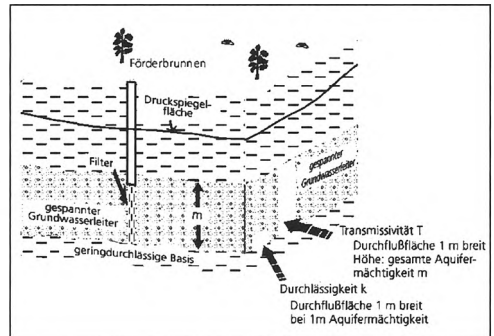 Förderbrunnen
Druckspiegel-
fläche
Filter
gespannter
Grundwasserleiter
m
gespannter
Grundwasserleiter
geringdurchlässige Basis
Transmissivität T
Durchflußfläche 1 m breit
Höhe: gesamte Aquifer-
mächtigkeit m
Durchlässigkeit k
Durchflußfläche 1 m breit
bei 1m Aquifermächtigkeit